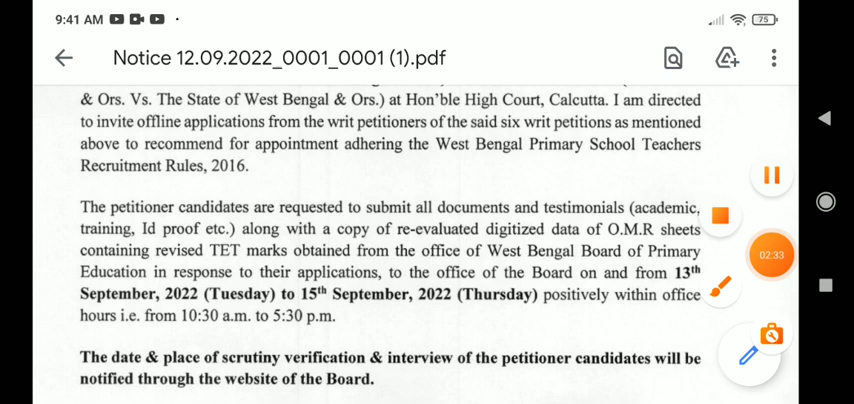 9:41 AM
75
Notice 12.09.2022_0001_0001 (1).pdf
& Ors. Vs. The State of West Bengal & Ors.) at Hon'ble High Court, Calcutta. I am directed
to invite offline applications from the writ petitioners of the said six writ petitions as mentioned
above to recommend for appointment adhering the West Bengal Primary School Teachers
Recruitment Rules, 2016.
The petitioner candidates are requested to submit all documents and testimonials (academic,
training, Id proof etc.) along with a copy of re-evaluated digitized data of O.M.R sheets
containing revised TET marks obtained from the office of West Bengal Board of Primary
Education in response to their applications, to the office of the Board on and from 13th
September, 2022 (Tuesday) to 15th September, 2022 (Thursday) positively within office
hours i.e. from 10:30 a.m. to 5:30 p.m.
The date & place of scrutiny verification & interview of the petitioner candidates will be
notified through the website of the Board.
02:33